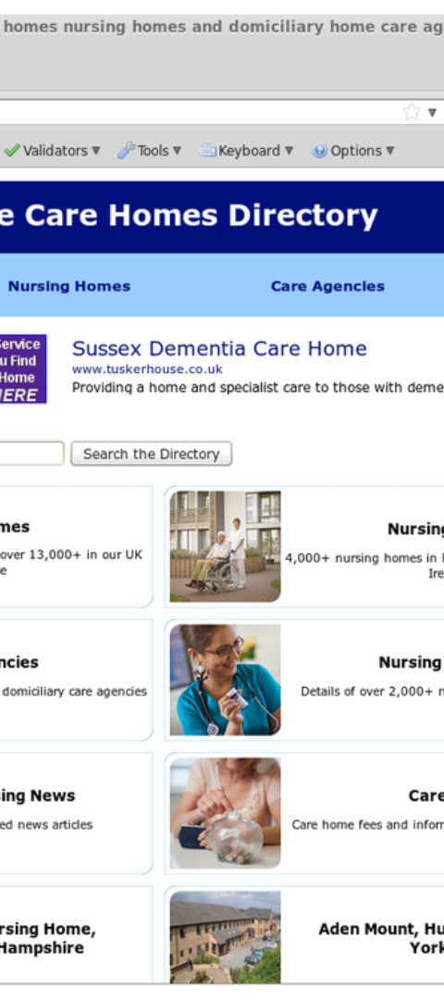 homes nursing homes and domiciliary home care ag
Validators Tools Keyboard Options
e Care Homes Directory
Nursing Homes Care Agencies
Service
u Find
Home
HERE
Sussex Dementia Care Home
www.tuskerhouse.co.uk
Providing a home and specialist care to those with deme
Search the Directory
mes
over 13,000+ in our UK
e
Nursing
4,000+ nursing homes in
Ire
ncies
domiciliary care agencies
Nursing
Details of over 2,000+ n
ing News
ed news articles
Care
Care home fees and inforr
rsing Home,
Hampshire
Aden Mount, Hu
York